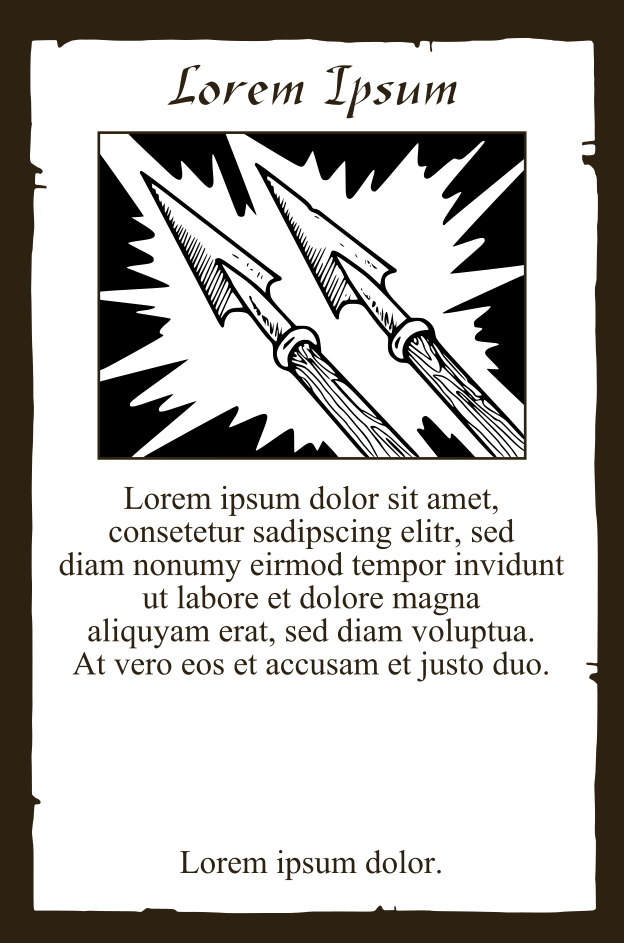 Lorem Ipsum
Lorem ipsum dolor sit amet,
consetetur sadipscing elitr, sed
diam nonumy eirmod tempor invidunt
ut labore et dolore magna
aliquyam erat, sed diam voluptua.
At vero eos et accusam et justo duo.
Lorem ipsum dolor.